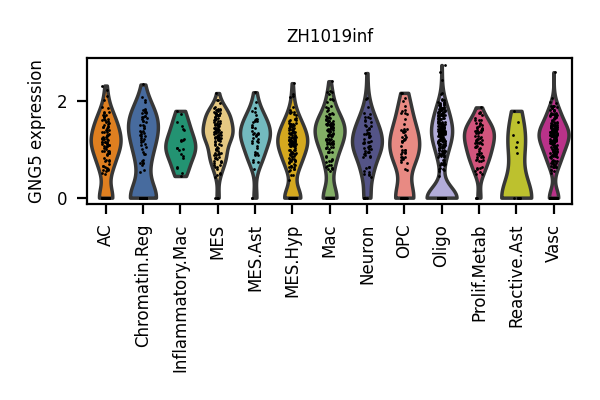 ZH1019inf
GNG5 expression
2
0
AC
Chromatin.Reg
Inflammatory.Mac
MES
MES.Ast
MES.Hyp
Mac
Neuron
OPC
Oligo
Prolif.Metab
Reactive.Ast
Vasc